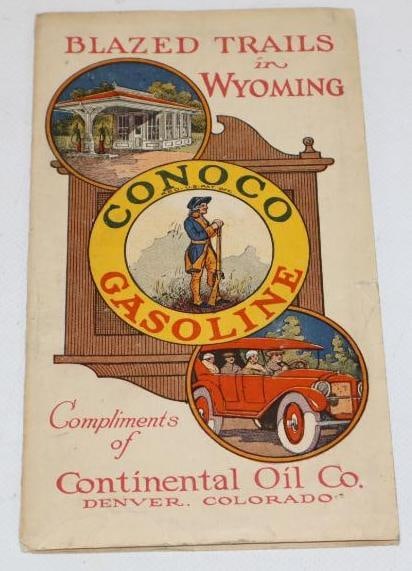 BLAZED TRAILS
in
WYOMING
CONOCO
GASOLINE
Compliments
of
Continental Oil Co.
DENVER, COLORADO